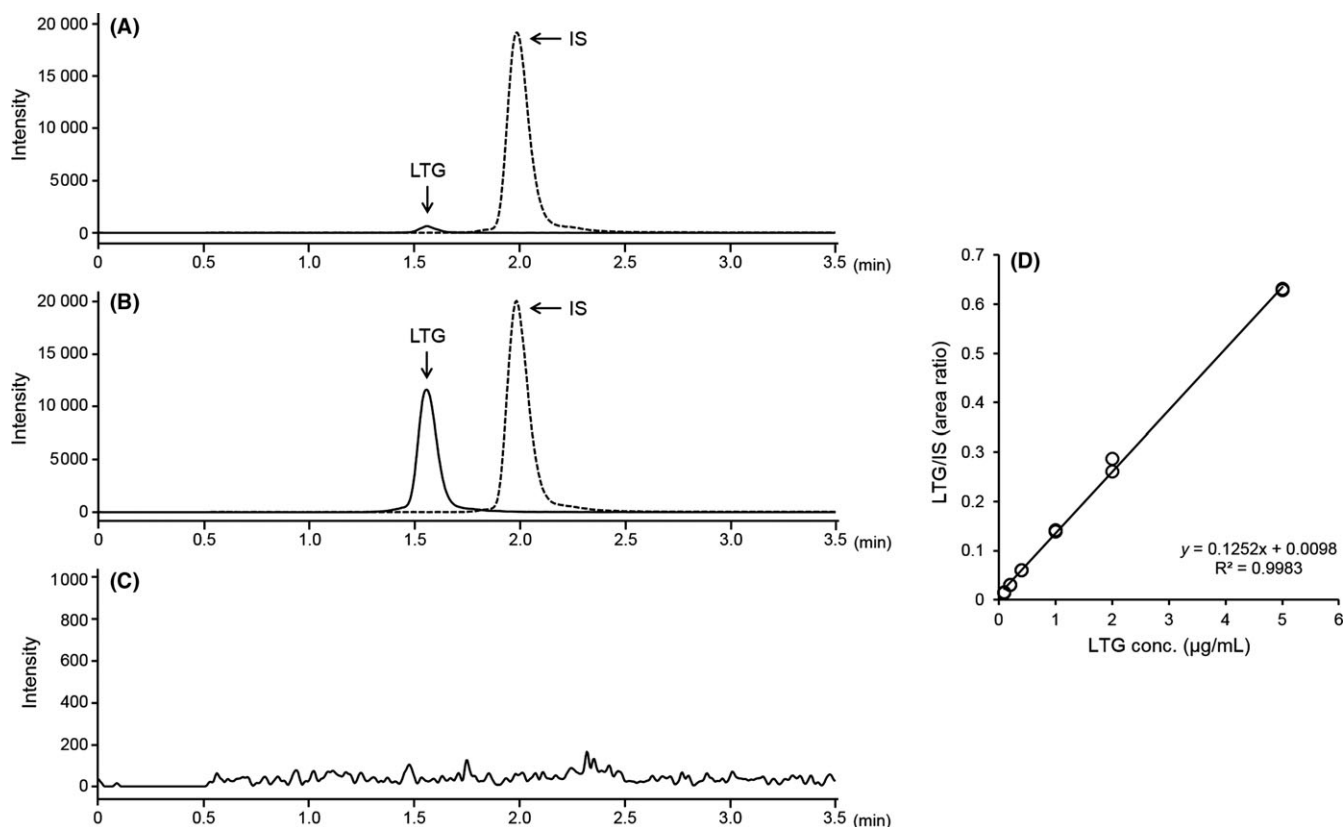 (A)
20 000
15 000
10 000
5000
0
Intensity
LTG
IS
0 0.5 1.0 1.5 2.0 2.5 3.0 3.5 (min)
(B)
20 000
15 000
10 000
5000
0
Intensity
LTG
IS
0 0.5 1.0 1.5 2.0 2.5 3.0 3.5 (min)
(C)
1000
800
600
400
200
0
Intensity
0 0.5 1.0 1.5 2.0 2.5 3.0 3.5 (min)
(D)
0.7
0.6
0.5
0.4
0.3
0.2
0.1
0
LTG/IS (area ratio)
y = 0.1252x + 0.0098
R² = 0.9983
0 1 2 3 4 5 6
LTG conc. (µg/mL)